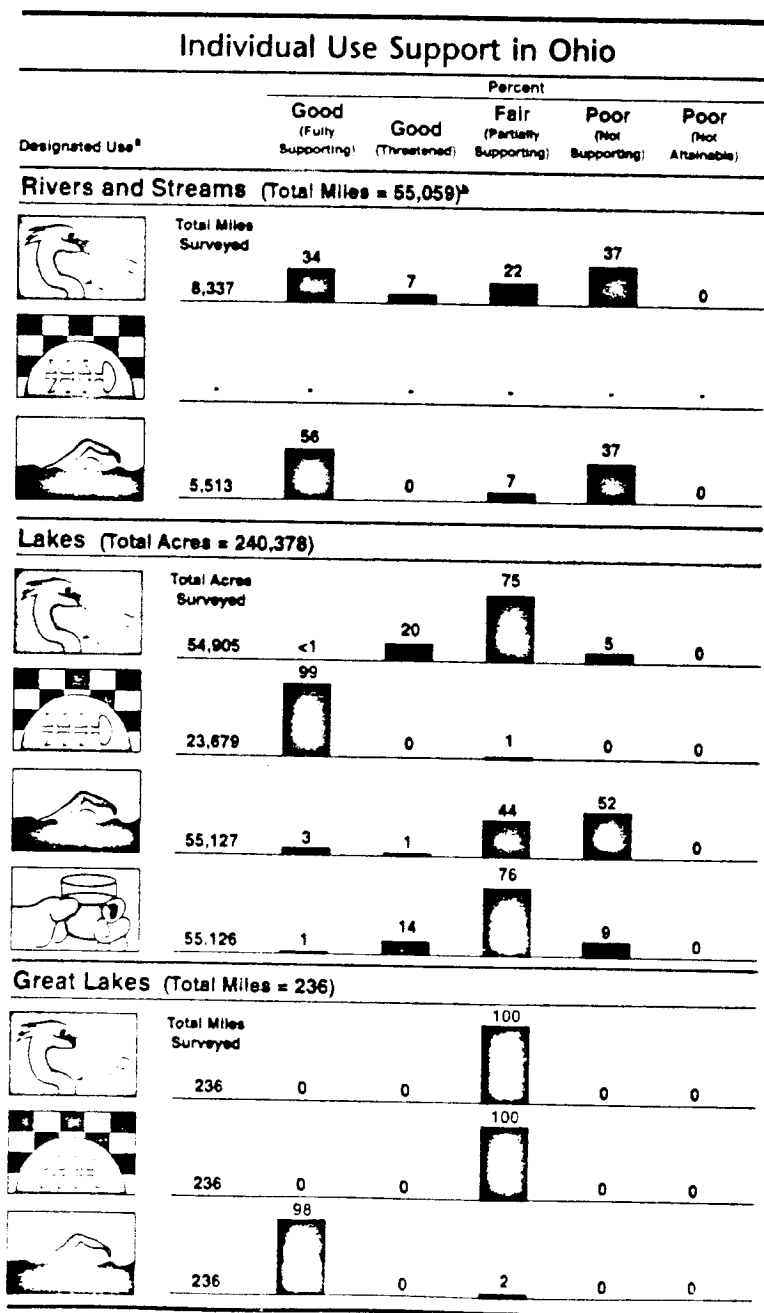 Individual Use Support in Ohio
Percent
Designated Useª
Good (Fully Supporting)
Good (Threatened)
Fair (Partially Supporting)
Poor (Not Supporting)
Poor (Not Attainable)
Rivers and Streams (Total Miles = 55,059)ᵇ
Total Miles Surveyed
34 7 22 37
8,337 0
- - - - - -
56 37
5,513 0 7 0
Lakes (Total Acres = 240,378)
Total Acres Surveyed
75
54,905 <1 20 5 0
99
23,679 0 1 0 0
44 52
55,127 3 1 0
76
55,126 1 14 9 0
Great Lakes (Total Miles = 236)
Total Miles Surveyed
100
236 0 0 0 0
100
236 0 0 0 0
98
236 0 2 0 0